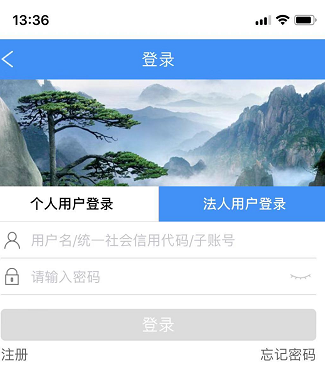 13:36
登录
个人用户登录 法人用户登录
用户名/统一社会信用代码/子账号
请输入密码
登录
注册 忘记密码